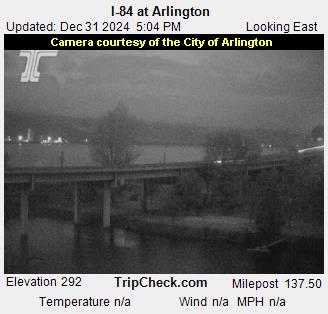 I-84 at Arlington
Updated: Dec 31 2024 5:04 PM Looking East
Camera courtesy of the City of Arlington
Elevation 292 TripCheck.com Milepost 137.50
Temperature n/a Wind n/a MPH n/a